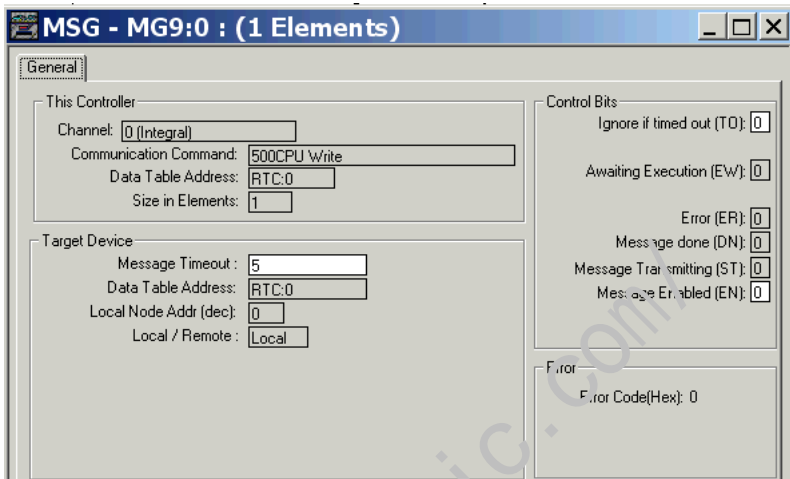 MSG - MG9:0 : (1 Elements)
General
This Controller
Channel: 0 (Integral)
Communication Command: 500CPU Write
Data Table Address: RTC:0
Size in Elements: 1
Target Device
Message Timeout : 5
Data Table Address: RTC:0
Local Node Addr (dec): 0
Local / Remote : Local
Control Bits
Ignore if timed out (TO): 0
Awaiting Execution (EW): 0
Error (ER): 0
Message done (DN): 0
Message Transmitting (ST): 0
Message Enabled (EN): 0
Error
Error Code(Hex): 0
ic.com/